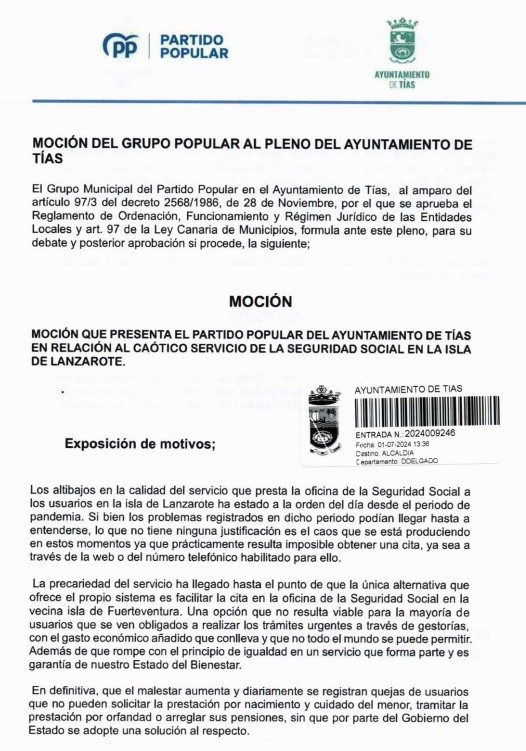 PARTIDO
POPULAR
AYUNTAMIENTO
DE TÍAS
MOCIÓN DEL GRUPO POPULAR AL PLENO DEL AYUNTAMIENTO DE
TÍAS
El Grupo Municipal del Partido Popular en el Ayuntamiento de Tías, al amparo del
artículo 97/3 del decreto 2568/1986, de 28 de Noviembre, por el que se aprueba el
Reglamento de Ordenación, Funcionamiento y Régimen Jurídico de las Entidades
Locales y art. 97 de la Ley Canaria de Municipios, formula ante este pleno, para su
debate y posterior aprobación si procede, la siguiente;
MOCIÓN
MOCIÓN QUE PRESENTA EL PARTIDO POPULAR DEL AYUNTAMIENTO DE TÍAS
EN RELACIÓN AL CAÓTICO SERVICIO DE LA SEGURIDAD SOCIAL EN LA ISLA
DE LANZAROTE.
AYUNTAMIENTO DE TIAS
ENTRADA N.:2024009246
Fecha: 01-07-2024 13:36
Destino: ALCALDIA
Departamento: DDELGADO
Exposición de motivos;
Los altibajos en la calidad del servicio que presta la oficina de la Seguridad Social a
los usuarios en la isla de Lanzarote ha estado a la orden del día desde el periodo de
pandemia. Si bien los problemas registrados en dicho periodo podían llegar hasta a
entenderse, lo que no tiene ninguna justificación es el caos que se está produciendo
en estos momentos ya que prácticamente resulta imposible obtener una cita, ya sea a
través de la web o del número telefónico habilitado para ello.
La precariedad del servicio ha llegado hasta el punto de que la única alternativa que
ofrece el propio sistema es facilitar la cita en la oficina de la Seguridad Social en la
vecina isla de Fuerteventura. Una opción que no resulta viable para la mayoría de
usuarios que se ven obligados a realizar los trámites urgentes a través de gestorías,
con el gasto económico añadido que conlleva y que no todo el mundo se puede permitir.
Además de que rompe con el principio de igualdad en un servicio que forma parte y es
garantía de nuestro Estado del Bienestar.
En definitiva, que el malestar aumenta y diariamente se registran quejas de usuarios
que no pueden solicitar la prestación por nacimiento y cuidado del menor, tramitar la
prestación por orfandad o arreglar sus pensiones, sin que por parte del Gobierno del
Estado se adopte una solución al respecto.